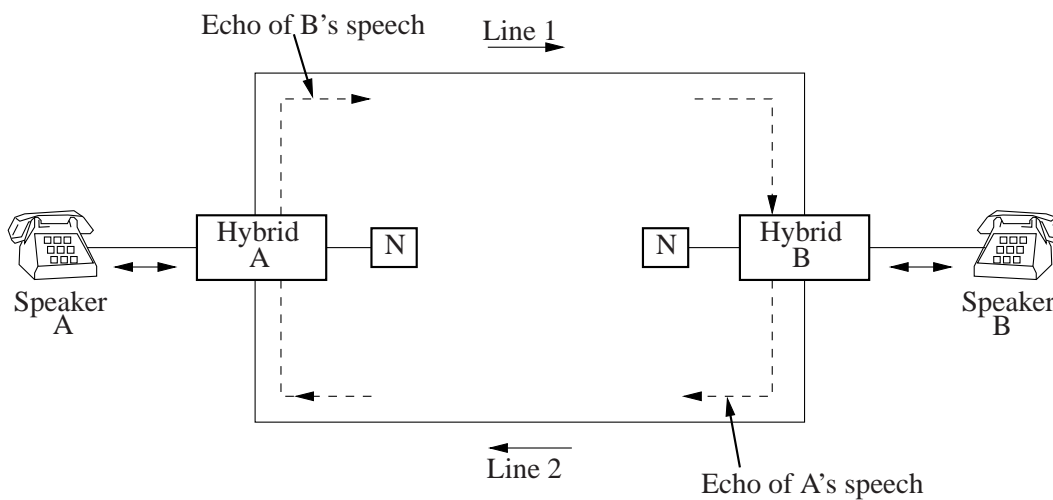 Echo of B's speech
Line 1
Hybrid
A
N
N
Hybrid
B
Speaker
A
Speaker
B
Line 2
Echo of A's speech